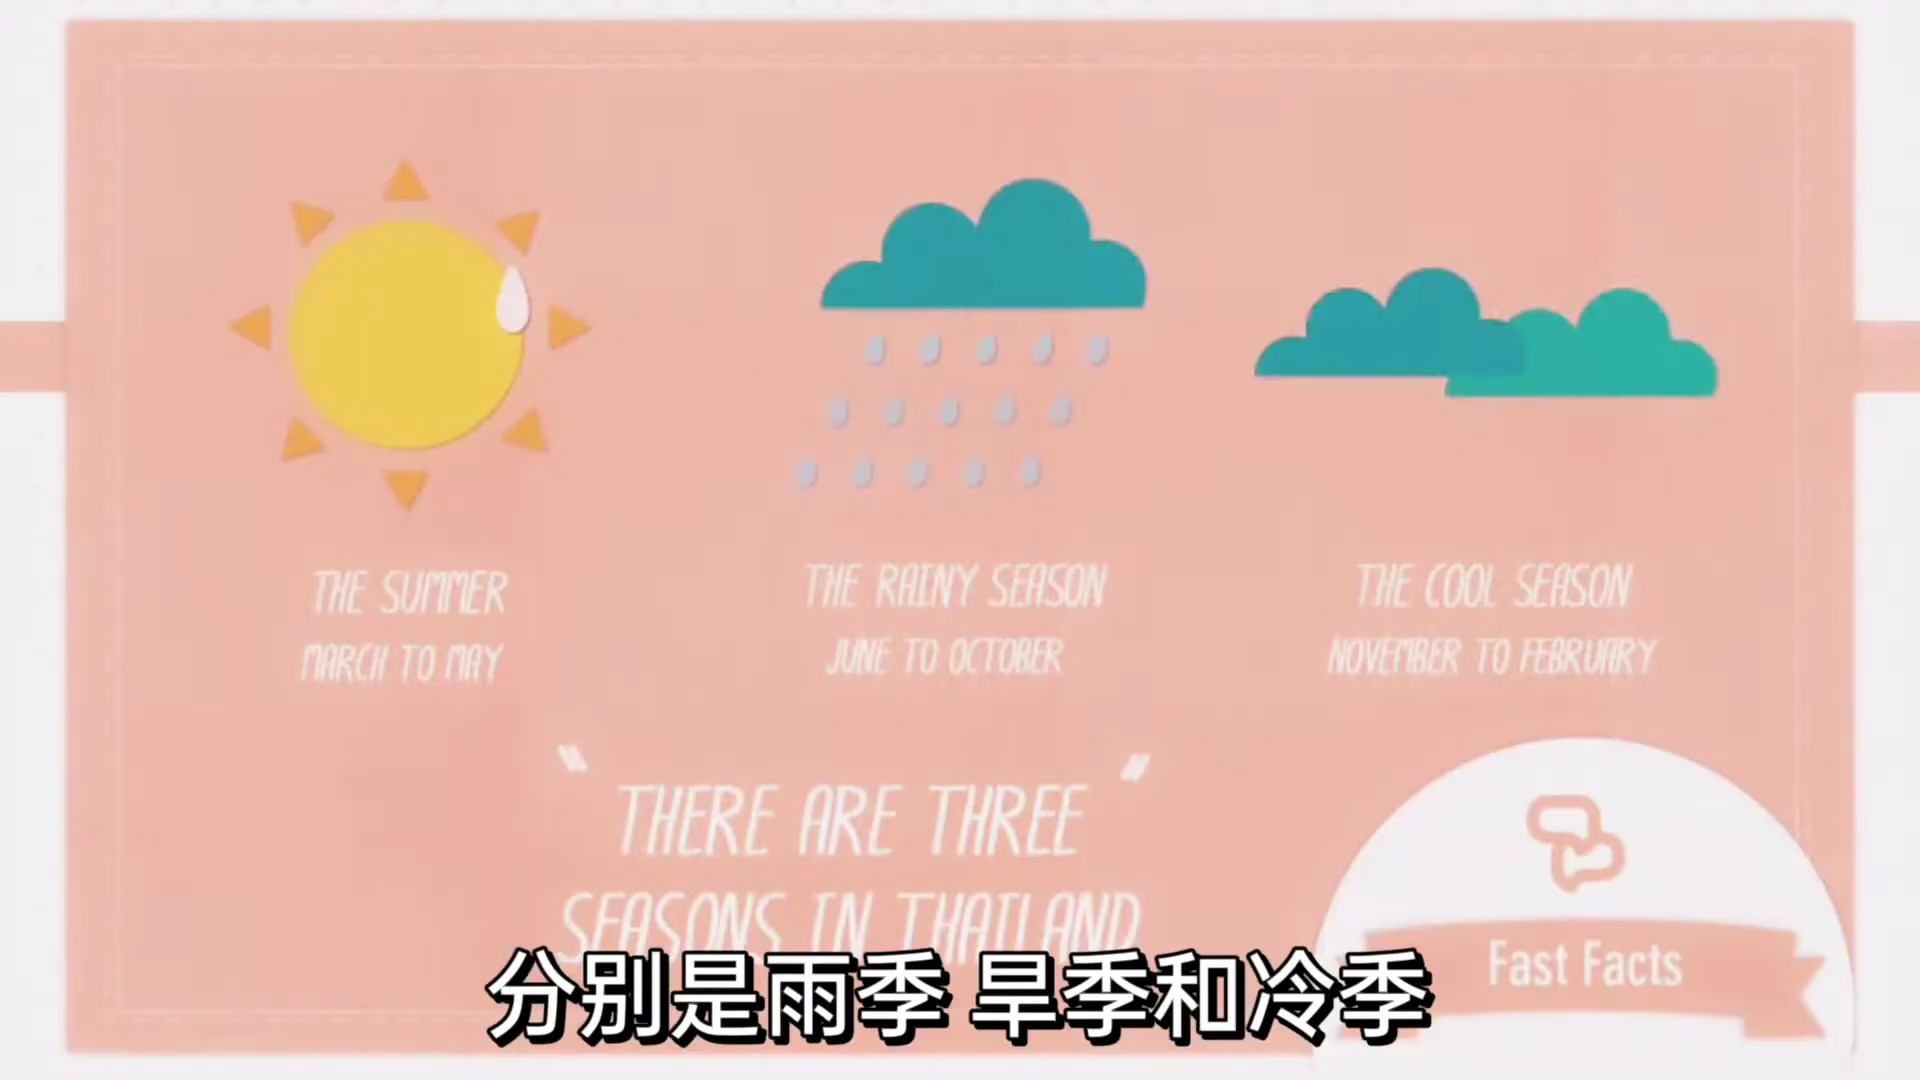 THE SUMMER
MARCH TO MAY
THE RAINY SEASON
JUNE TO OCTOBER
THE COOL SEASON
NOVEMBER TO FEBRUARY
"THERE ARE THREE
SEASONS IN THAILAND"
Fast Facts
分别是雨季 旱季和冷季